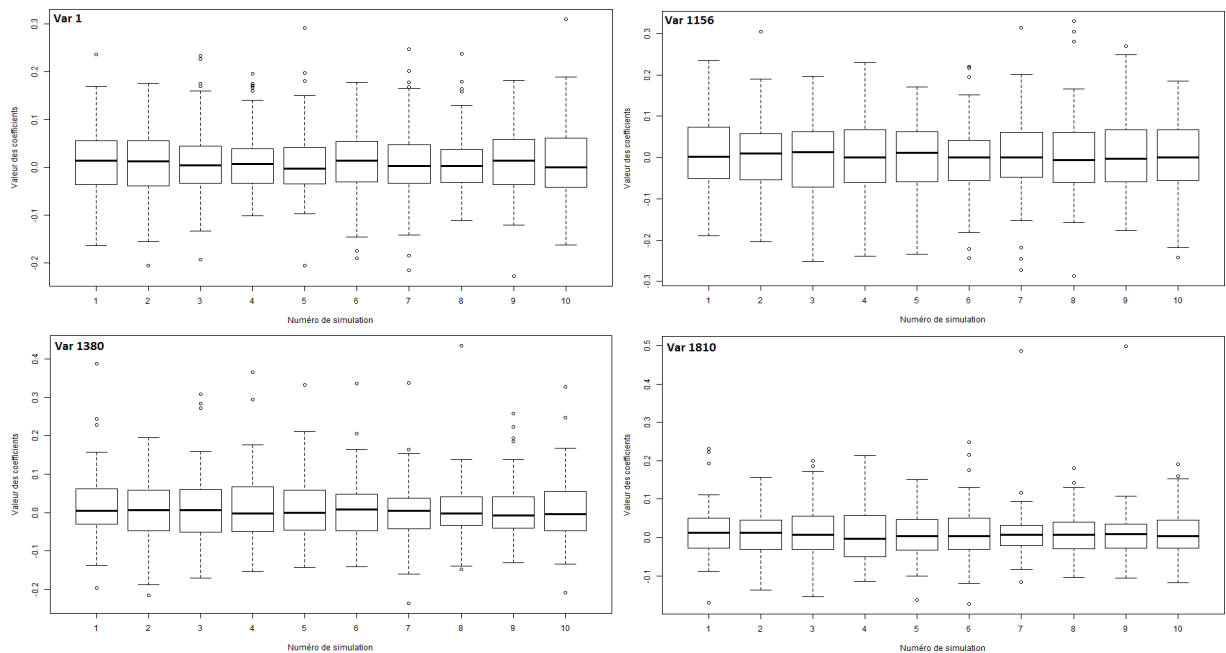 Var 1
Valeur des coefficients
0.3
0.2
0.1
0.0
-0.1
-0.2
1 2 3 4 5 6 7 8 9 10
Numéro de simulation
Var 1156
Valeur des coefficients
0.3
0.2
0.1
0.0
-0.1
-0.2
-0.3
1 2 3 4 5 6 7 8 9 10
Numéro de simulation
Var 1380
Valeur des coefficients
0.4
0.3
0.2
0.1
0.0
-0.1
-0.2
1 2 3 4 5 6 7 8 9 10
Numéro de simulation
Var 1810
Valeur des coefficients
0.5
0.4
0.3
0.2
0.1
0.0
-0.1
1 2 3 4 5 6 7 8 9 10
Numéro de simulation